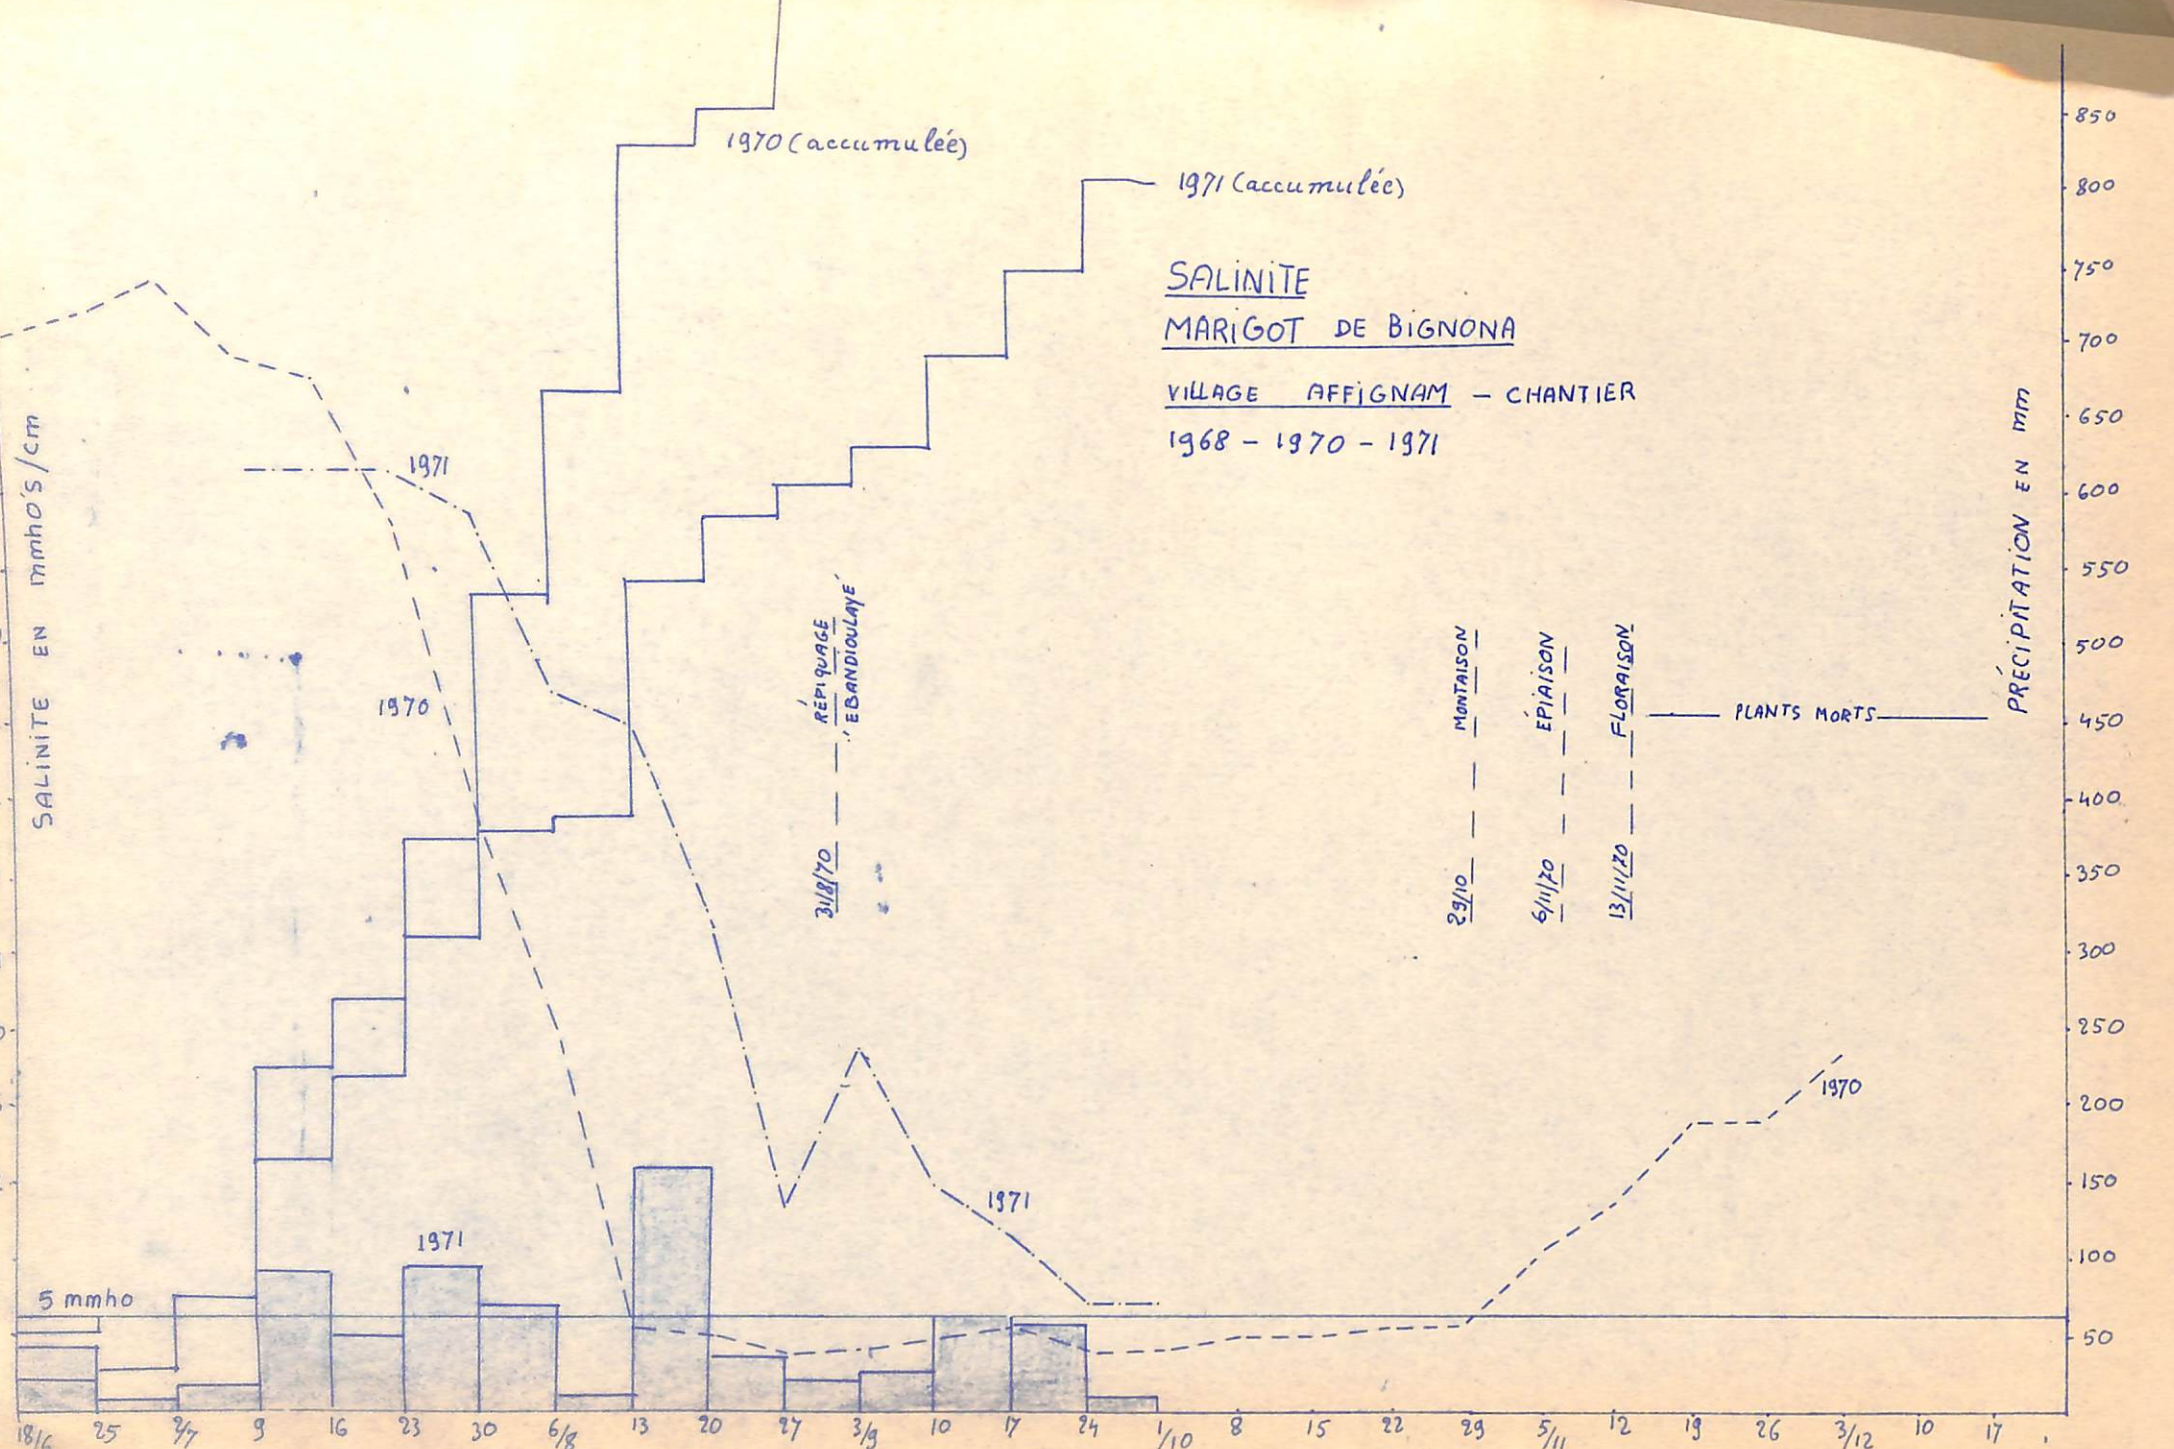 1970 (accumulée)
1971 (accumulée)
SALINITE
MARIGOT DE BIGNONA
VILLAGE AFFIGNAM – CHANTIER
1968 – 1970 – 1971
SALINITE EN mmho's/cm
1971
1970
31/8/70 RÉPIQUAGE
"EBANDIOULAYÉ"
29/10 MONTAISON
6/11/70 ÉPIAISON
13/11/70 FLORAISON
PLANTS MORTS
PRÉCIPITATION EN mm
850
800
750
700
650
600
550
500
450
400
350
300
250
200
150
100
50
1970
1971
1971
5 mmho
18/6 25 2/7 9 16 23 30 6/8 13 20 27 3/9 10 17 24 1/10 8 15 22 29 5/11 12 19 26 3/12 10 17